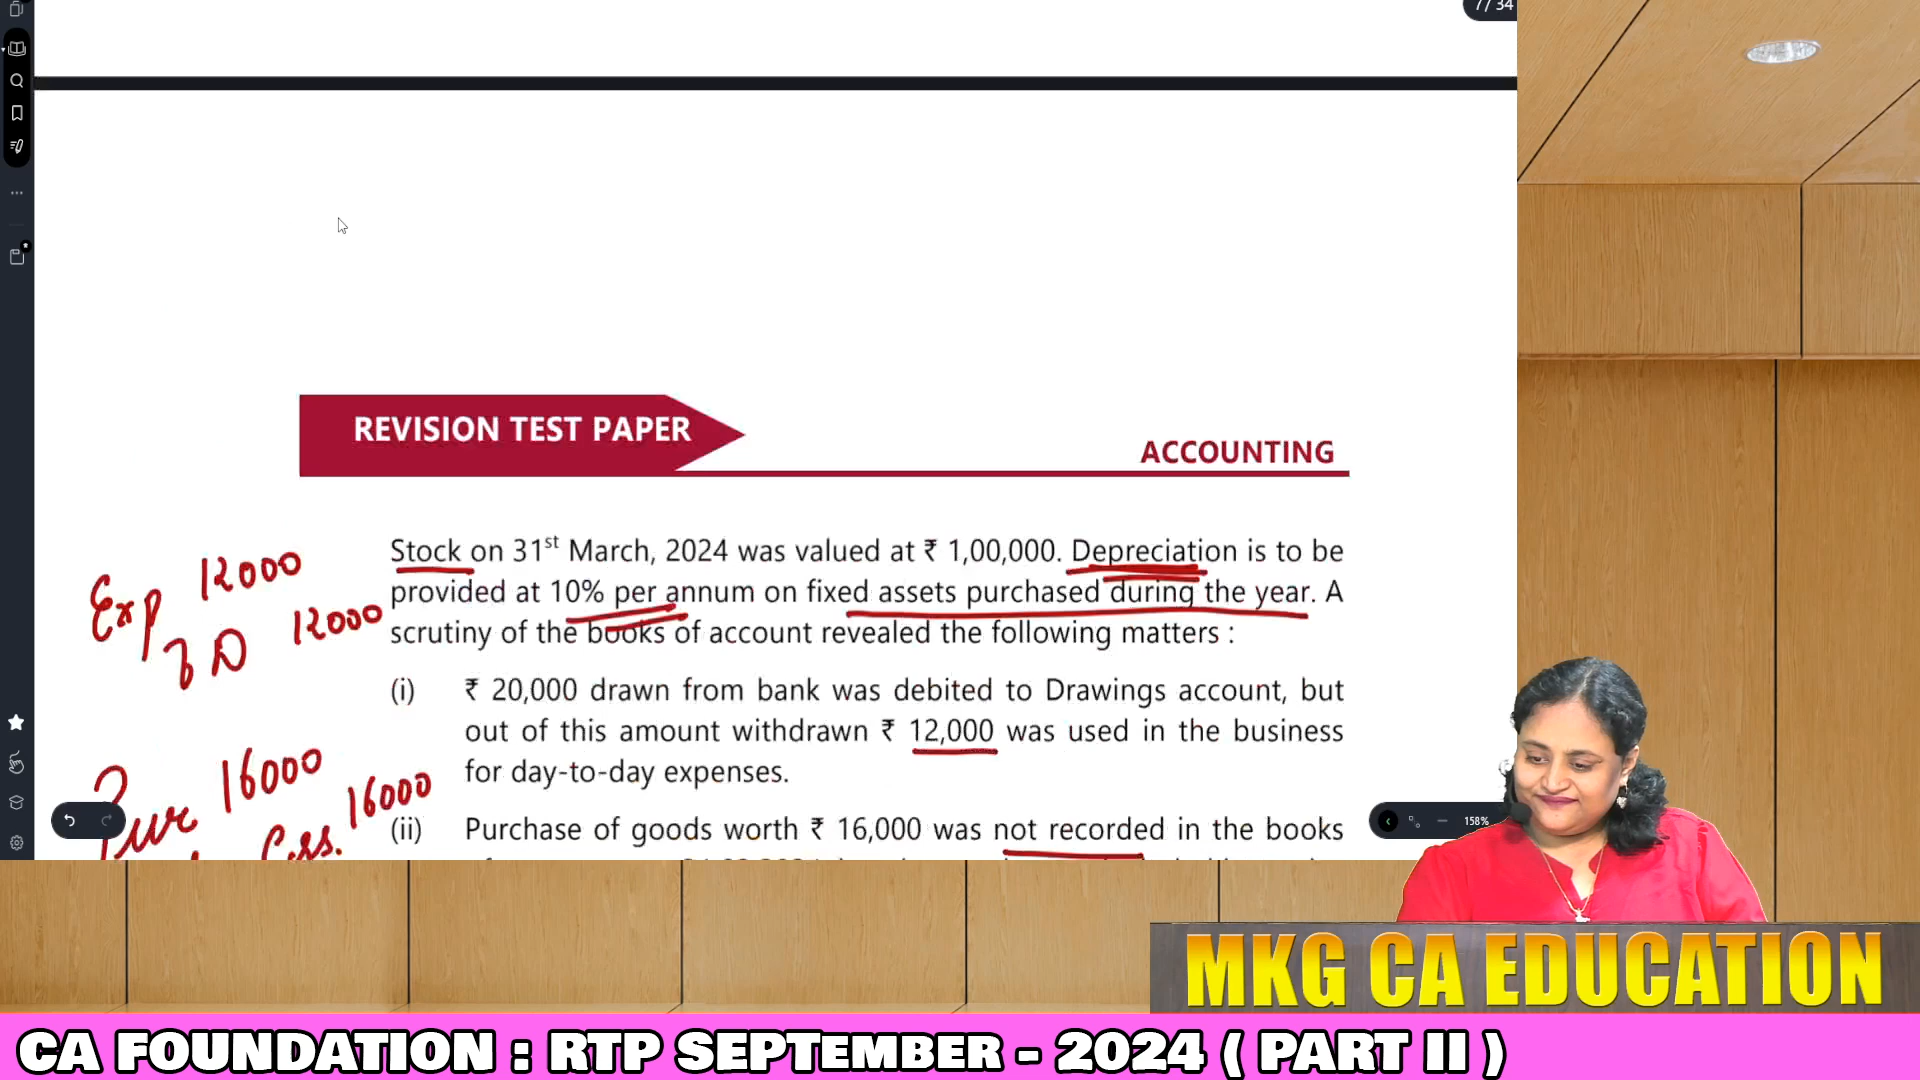 7/ 34
REVISION TEST PAPER
ACCOUNTING
Stock on 31st March, 2024 was valued at ₹ 1,00,000. Depreciation is to be
provided at 10% per annum on fixed assets purchased during the year. A
scrutiny of the books of account revealed the following matters :
Exp 12000
D 12000
(i) ₹ 20,000 drawn from bank was debited to Drawings account, but
out of this amount withdrawn ₹ 12,000 was used in the business
for day-to-day expenses.
Pur 16000
16000
(ii) Purchase of goods worth ₹ 16,000 was not recorded in the books
158%
MKG CA EDUCATION
CA FOUNDATION : RTP SEPTEMBER - 2024 ( PART II )